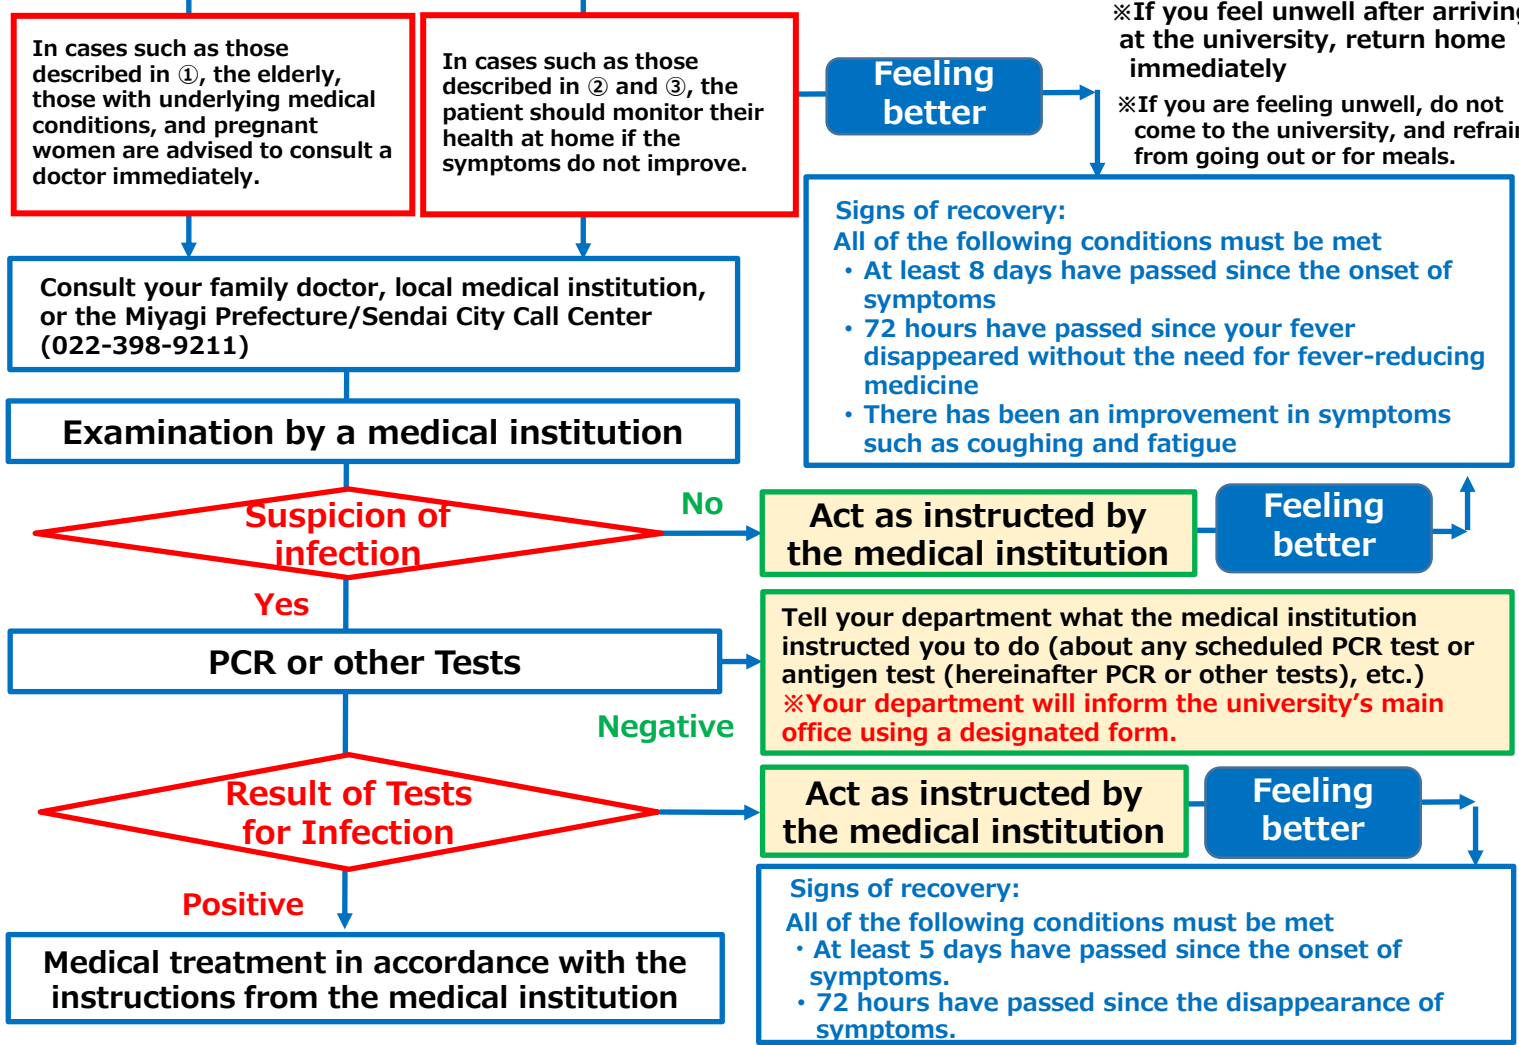 In cases such as those
described in ①, the elderly,
those with underlying medical
conditions, and pregnant
women are advised to consult a
doctor immediately.
In cases such as those
described in ② and ③, the
patient should monitor their
health at home if the
symptoms do not improve.
Feeling
better
※If you feel unwell after arriving
at the university, return home
immediately
※If you are feeling unwell, do not
come to the university, and refrain
from going out or for meals.
Signs of recovery:
All of the following conditions must be met
・At least 8 days have passed since the onset of
symptoms
・72 hours have passed since your fever
disappeared without the need for fever-reducing
medicine
・There has been an improvement in symptoms
such as coughing and fatigue
Consult your family doctor, local medical institution,
or the Miyagi Prefecture/Sendai City Call Center
(022-398-9211)
Examination by a medical institution
Suspicion of
infection
No
Act as instructed by
the medical institution
Feeling
better
Yes
PCR or other Tests
Tell your department what the medical institution
instructed you to do (about any scheduled PCR test or
antigen test (hereinafter PCR or other tests), etc.)
※Your department will inform the university’s main
office using a designated form.
Negative
Result of Tests
for Infection
Act as instructed by
the medical institution
Feeling
better
Positive
Medical treatment in accordance with the
instructions from the medical institution
Signs of recovery:
All of the following conditions must be met
・At least 5 days have passed since the onset of
symptoms.
・72 hours have passed since the disappearance of
symptoms.